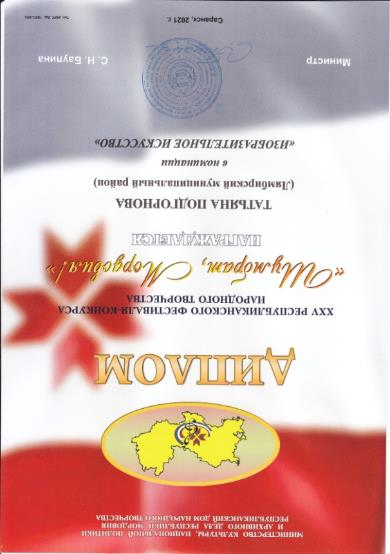 МИНИСТЕРСТВО КУЛЬТУРЫ, НАЦИОНАЛЬНОЙ ПОЛИТИКИ
И АРХИВНОГО ДЕЛА РЕСПУБЛИКИ МОРДОВИЯ
РЕСПУБЛИКАНСКИЙ ДОМ НАРОДНОГО ТВОРЧЕСТВА
ДИПЛОМ
XXV РЕСПУБЛИКАНСКОГО ФЕСТИВАЛЯ-КОНКУРСА
НАРОДНОГО ТВОРЧЕСТВА
«Шумбрат, Мордовия!»
НАГРАЖДАЕТСЯ
ТАТЬЯНА ПОДГОРНОВА
(Лямбирский муниципальный район)
в номинации
«ИЗОБРАЗИТЕЛЬНОЕ ИСКУССТВО»
Министр С. Н. Баулина
Саранск, 2021 г.